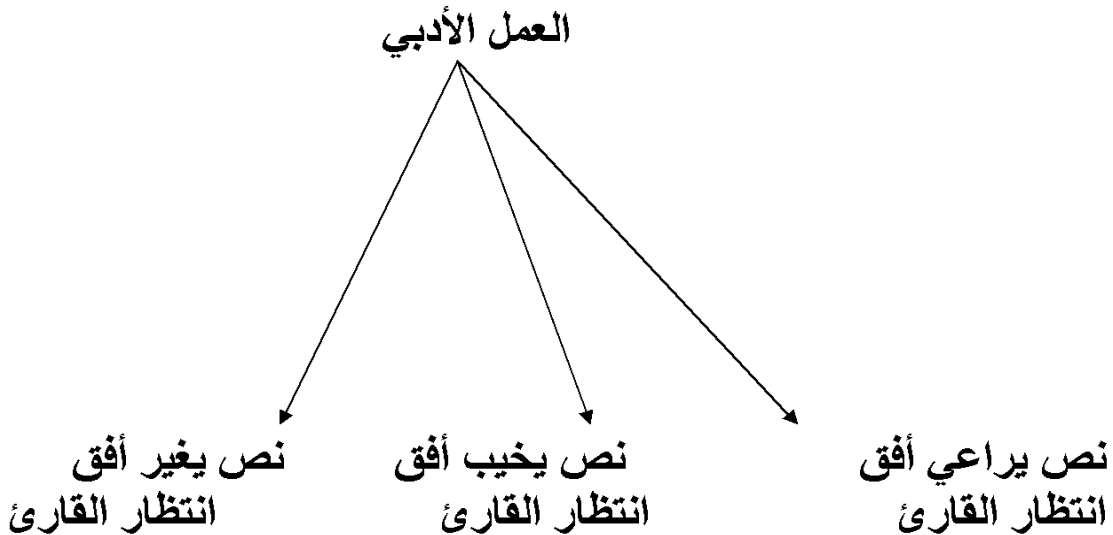 العمل الأدبي
نص يراعي أفق
انتظار القارئ
نص يخيب أفق
انتظار القارئ
نص يغير أفق
انتظار القارئ